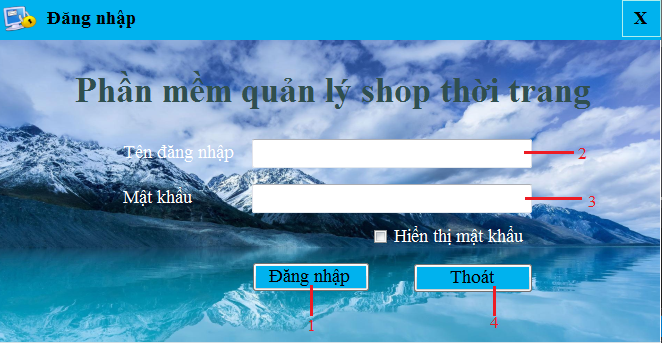 Đăng nhập X
Phần mềm quản lý shop thời trang
Tên đăng nhập 2
Mật khẩu 3
Hiển thị mật khẩu
Đăng nhập Thoát
1 4